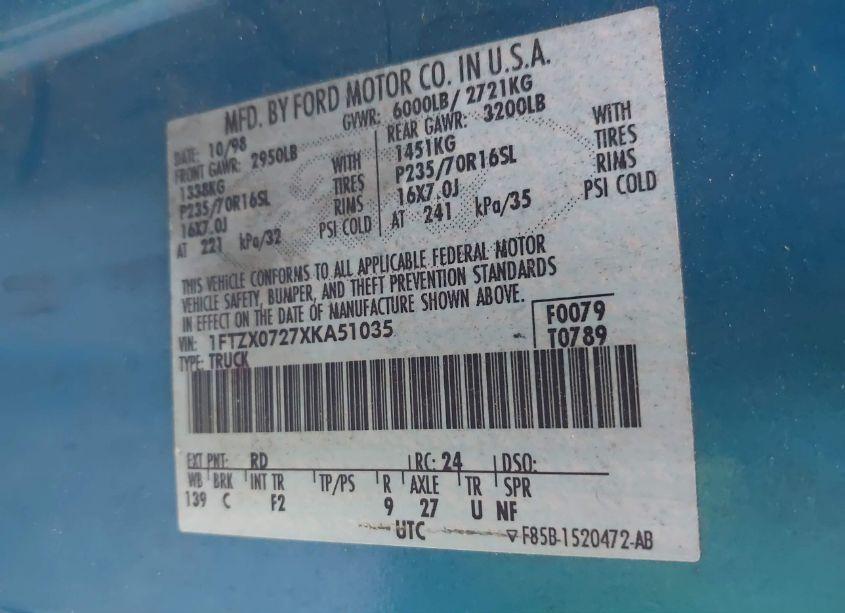 MFD. BY FORD MOTOR CO. IN U.S.A.
DATE: 10/98 GVWR: 6000LB/ 2721KG
FRONT GAWR: 2950LB REAR GAWR: 3200LB
1338KG WITH 1451KG WITH
P235/70R16SL TIRES P235/70R16SL TIRES
16X7.0J RIMS 16X7.0J RIMS
AT 221 kPa/32 PSI COLD AT 241 kPa/35 PSI COLD
THIS VEHICLE CONFORMS TO ALL APPLICABLE FEDERAL MOTOR
VEHICLE SAFETY, BUMPER, AND THEFT PREVENTION STANDARDS
IN EFFECT ON THE DATE OF MANUFACTURE SHOWN ABOVE.
VIN: 1FTZX0727XKA51035 F0079
TYPE: TRUCK T0789
EXT PNT: RD RC: 24 DSO:
WB BRK INT TR TP/PS R AXLE TR SPR
139 C F2 9 27 U NF
UTC ▽ F85B-1520472-AB